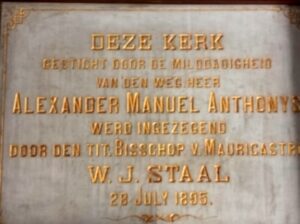 DEZE KERK
GESTICHT DOOR DE MILDDADIGHEID
VAN DEN WEG. HEER
ALEXANDER MANUEL ANTHONYS
WERD INGEZEGEND
DOOR DEN TIT. BISSCHOP V. MAURICASTRO
W. J. STAAL
28 JULY 1895.